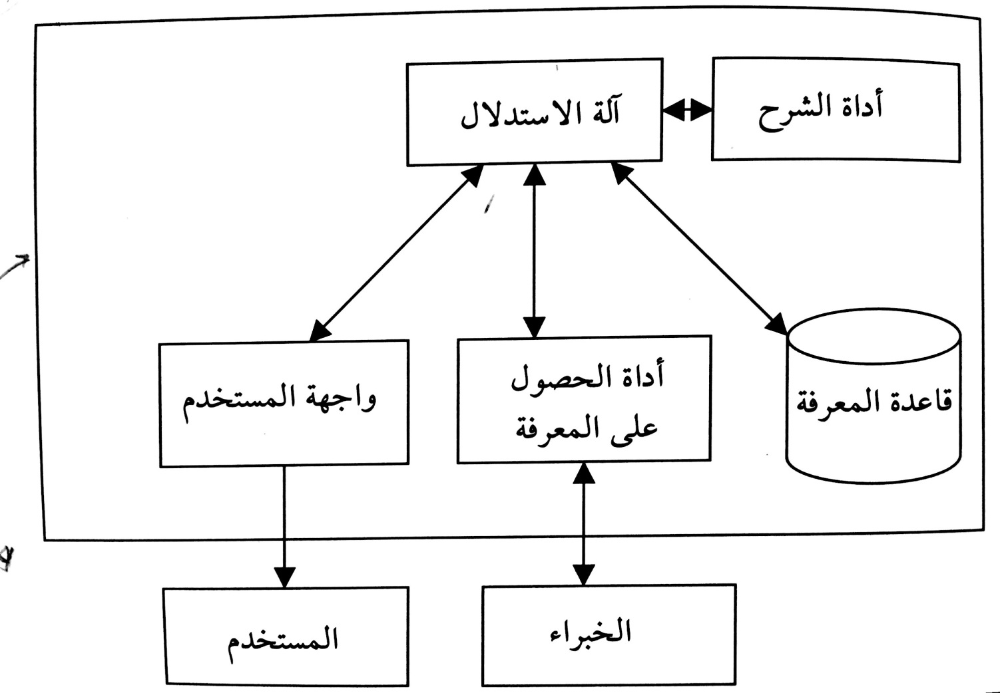 أداة الشرح
آلة الاستدلال
قاعدة المعرفة
أداة الحصول
على المعرفة
واجهة المستخدم
الخبراء
المستخدم